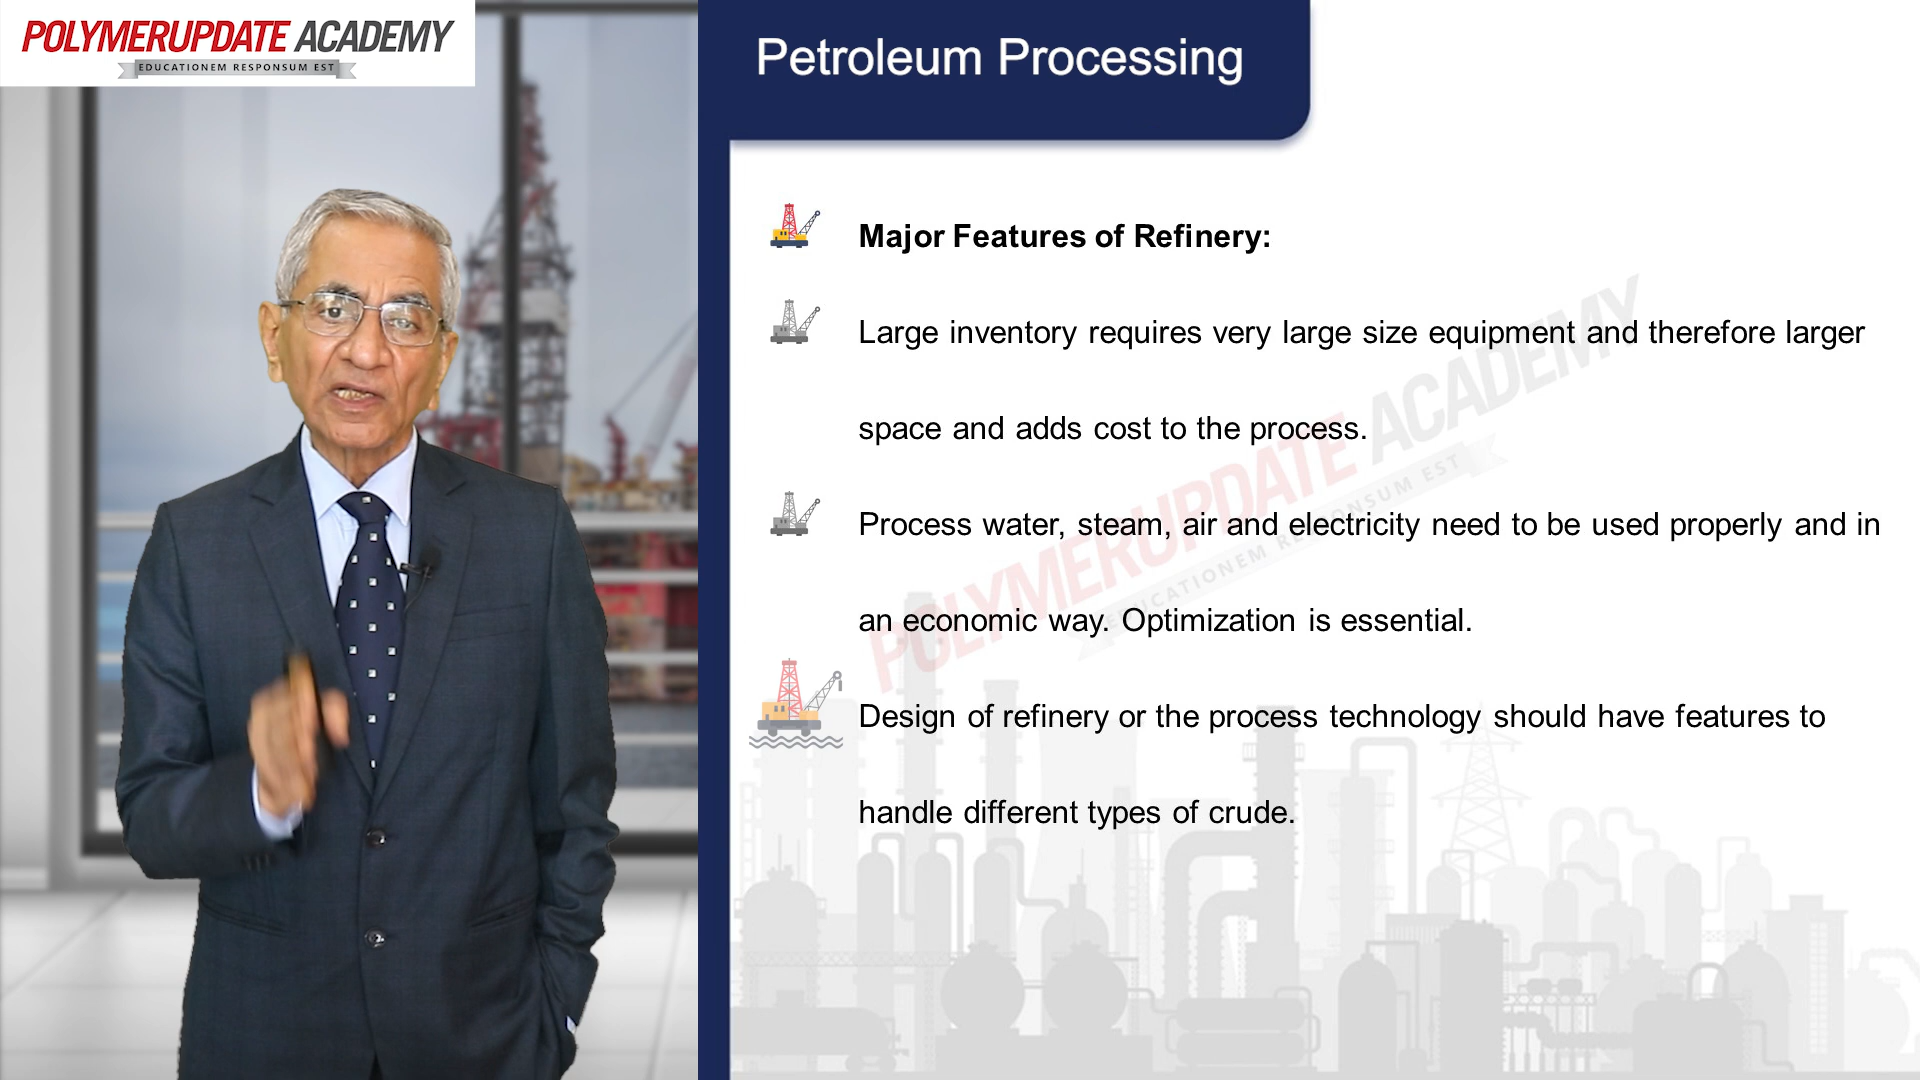 POLYMERUPDATE ACADEMY
EDUCATIONEM RESPONSUM EST
Petroleum Processing
Major Features of Refinery:
Large inventory requires very large size equipment and therefore larger
space and adds cost to the process.
Process water, steam, air and electricity need to be used properly and in
an economic way. Optimization is essential.
Design of refinery or the process technology should have features to
handle different types of crude.
POLYMERUPDATE ACADEMY
EDUCATIONEM RESPONSUM EST